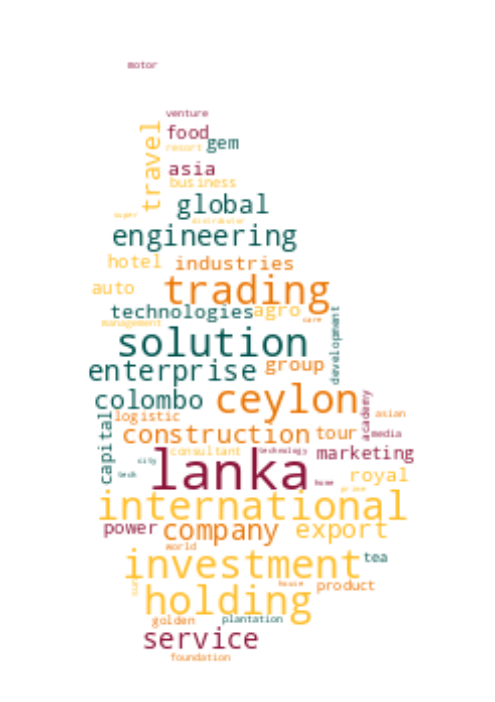 motor
venture
food
gem
resort
travel
asia
business
global
super
distributor
engineering
hotel industries
auto trading
technologies agro
care
management
development
solution
enterprise group
colombo ceylon
academy
logistic asian
capital
construction tour media
consultant technology marketing
city
lanka
tech home royal
prime
international
power company export
world
investment tea
house product
sun
holding
golden plantation
service
foundation